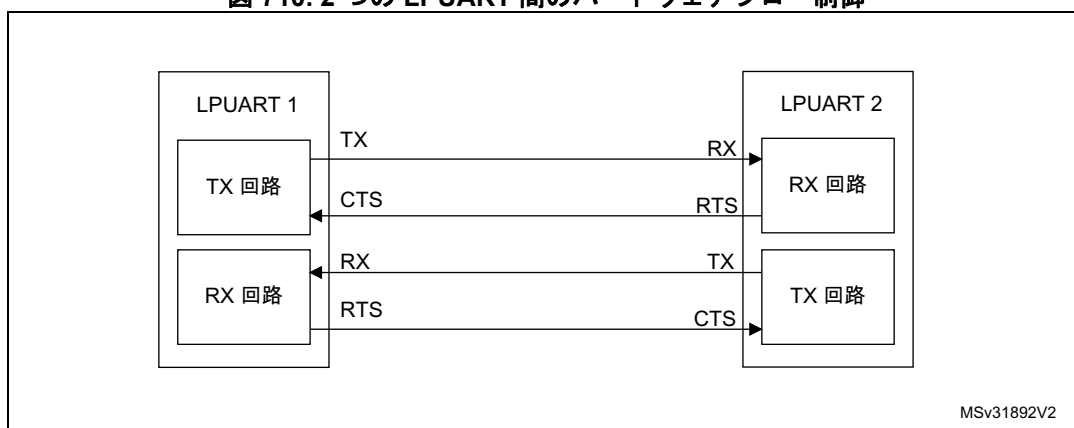 LPUART 1
LPUART 2
TX
RX
TX 回路
RX 回路
CTS
RTS
RX
TX
RX 回路
TX 回路
RTS
CTS
MSv31892V2